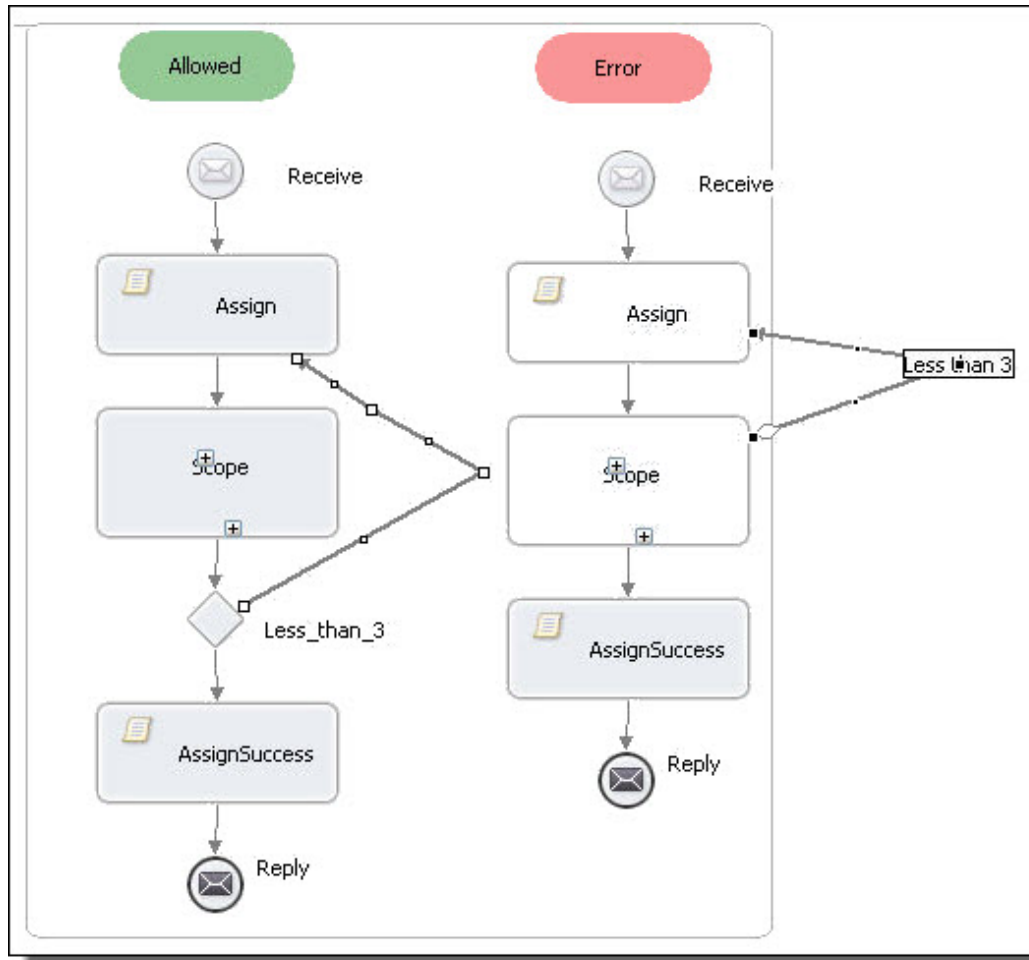 Allowed
Receive
Assign
Scope
Less_than_3
AssignSuccess
Reply
Error
Receive
Assign
Less than 3
Scope
AssignSuccess
Reply